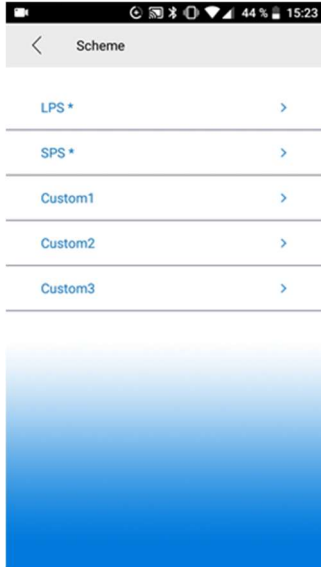 44 % 15:23
Scheme
LPS *
SPS *
Custom1
Custom2
Custom3